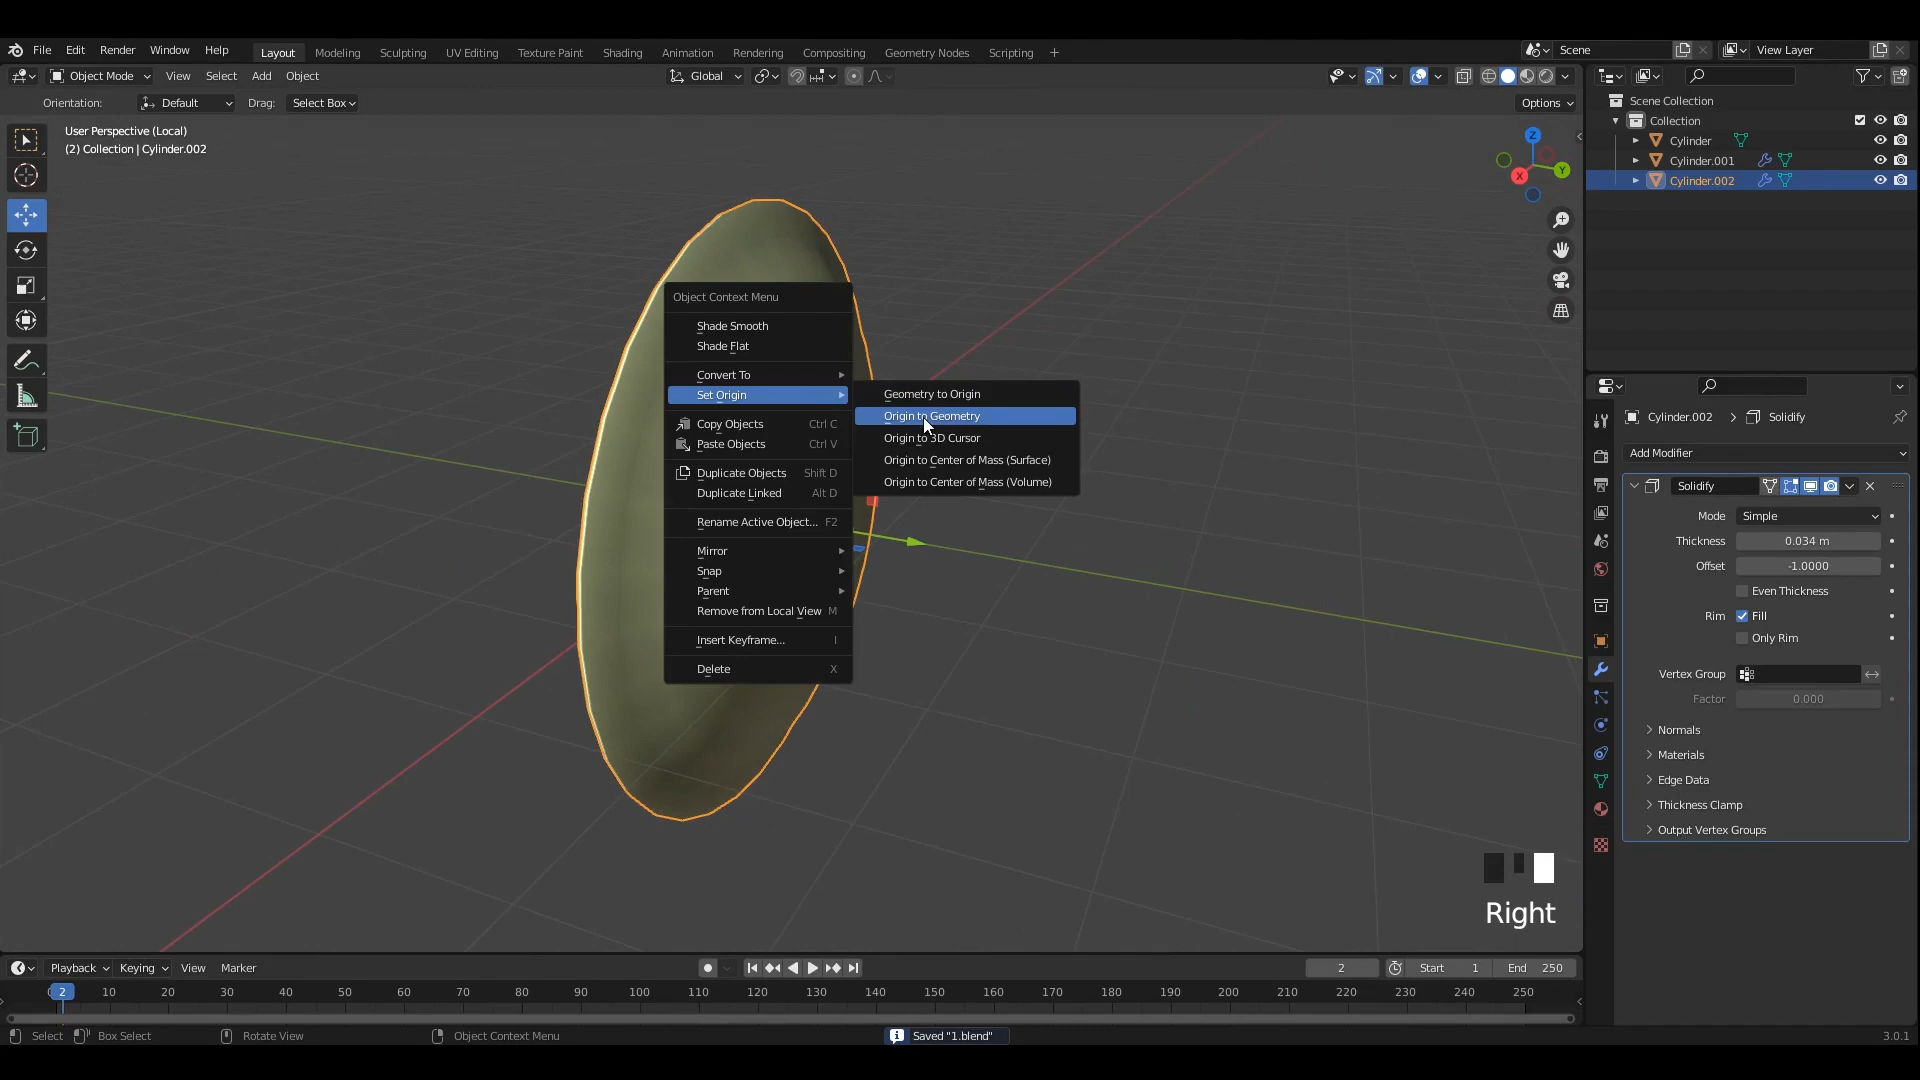 File Edit Render Window Help Layout Modeling Sculpting UV Editing Texture Paint Shading Animation Rendering Compositing Geometry Nodes Scripting + Scene View Layer
Object Mode View Select Add Object Global
Orientation: Default Drag: Select Box Options
User Perspective (Local)
(2) Collection | Cylinder.002
Z
Y
X
Scene Collection
Collection
Cylinder
Cylinder.001
Cylinder.002
Object Context Menu
Shade Smooth
Shade Flat
Convert To
Set Origin
Copy Objects Ctrl C
Paste Objects Ctrl V
Duplicate Objects Shift D
Duplicate Linked Alt D
Rename Active Object... F2
Mirror
Snap
Parent
Remove from Local View M
Insert Keyframe... I
Delete X
Geometry to Origin
Origin to Geometry
Origin to 3D Cursor
Origin to Center of Mass (Surface)
Origin to Center of Mass (Volume)
Cylinder.002 > Solidify
Add Modifier
Solidify
Mode Simple
Thickness 0.034 m
Offset -1.0000
Even Thickness
Rim Fill
Only Rim
Vertex Group
Factor 0.000
Normals
Materials
Edge Data
Thickness Clamp
Output Vertex Groups
Right
Playback Keying View Marker 2 Start 1 End 250
2 10 20 30 40 50 60 70 80 90 100 110 120 130 140 150 160 170 180 190 200 210 220 230 240 250
Select Box Select Rotate View Object Context Menu Saved "1.blend" 3.0.1